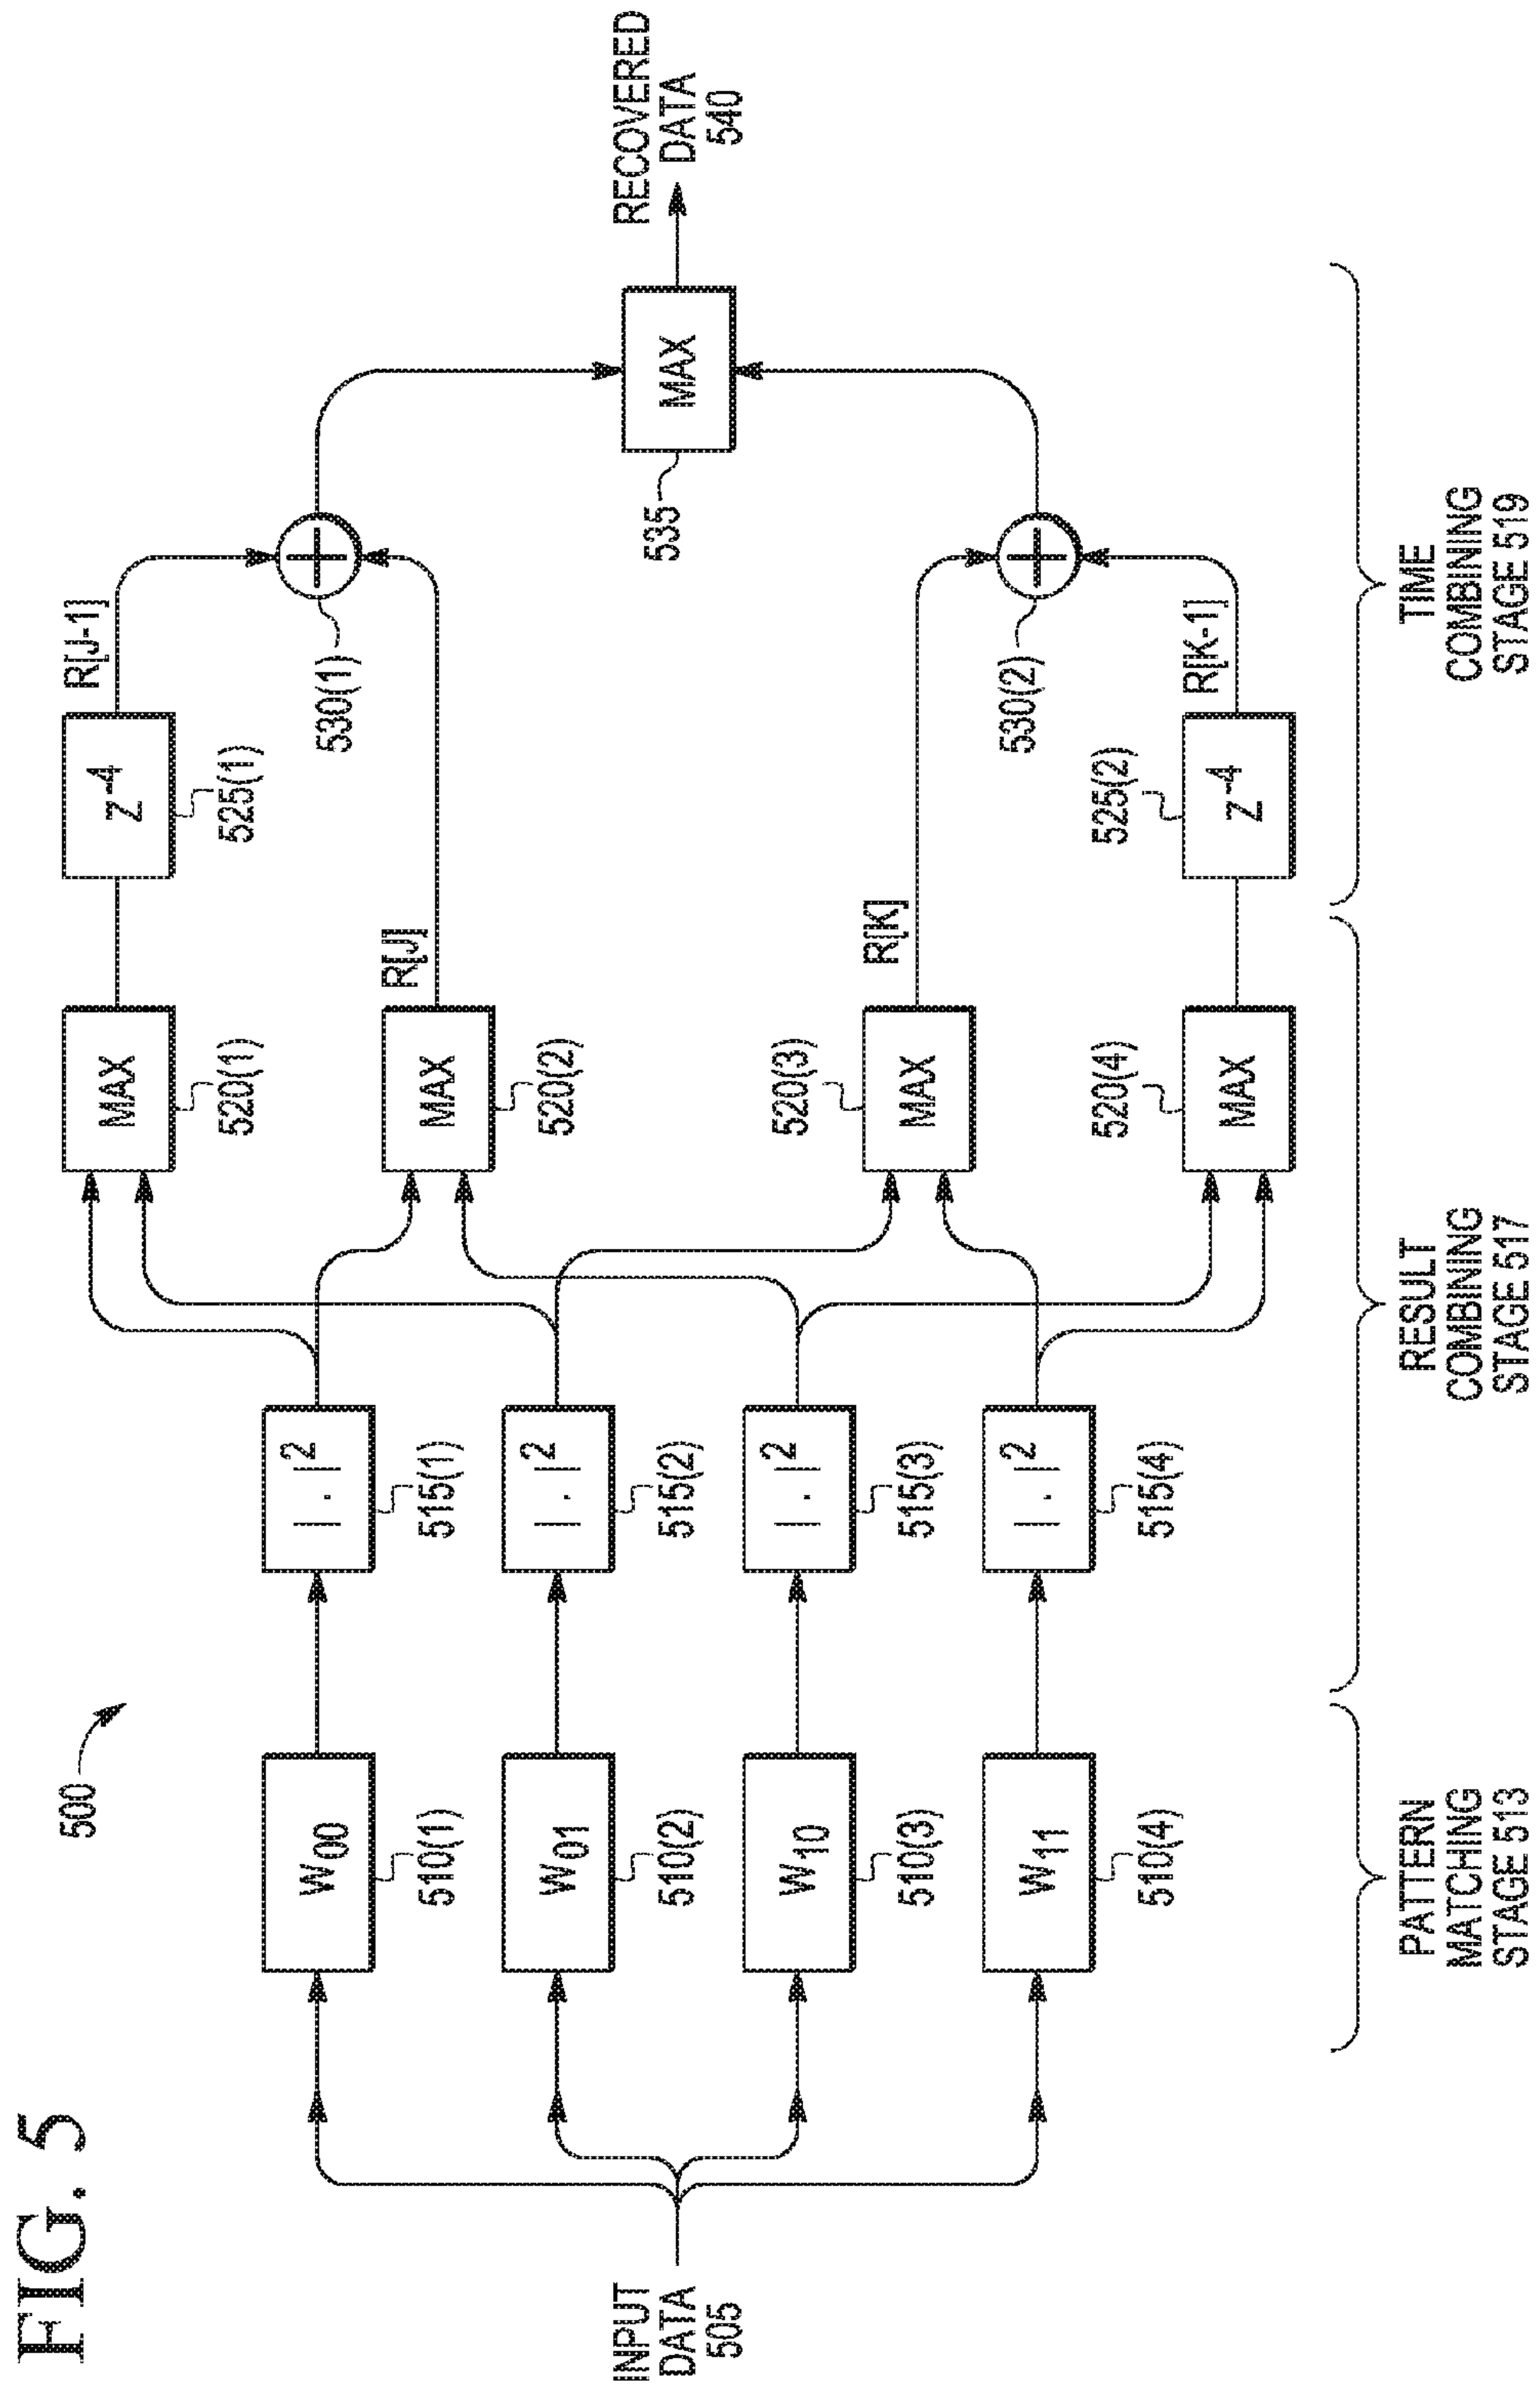 FIG. 5
500
INPUT
DATA
505
W00
510(1)
W01
510(2)
W10
510(3)
W11
510(4)
| . |2
515(1)
| . |2
515(2)
| . |2
515(3)
| . |2
515(4)
MAX
520(1)
MAX
520(2)
MAX
520(3)
MAX
520(4)
R[J]
R[K]
Z-4
525(1)
Z-4
525(2)
R[J-1]
R[K-1]
+
530(1)
+
530(2)
MAX
535
RECOVERED
DATA
540
PATTERN
MATCHING
STAGE 513
RESULT
COMBINING
STAGE 517
TIME
COMBINING
STAGE 519